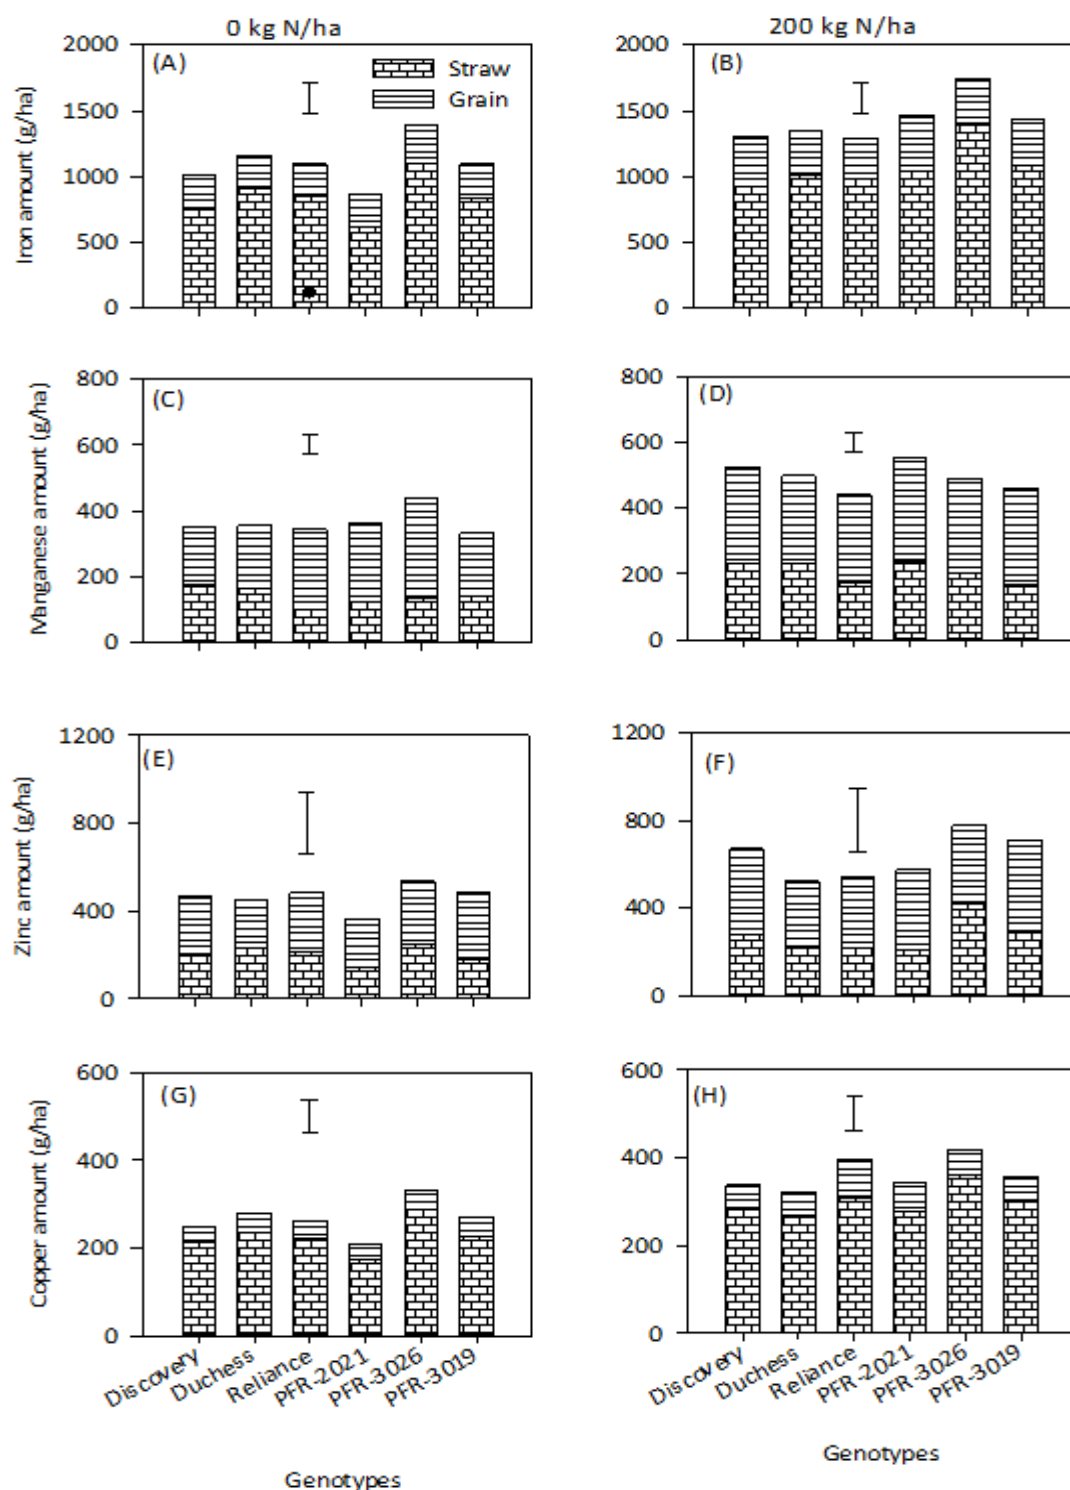 0 kg N/ha
200 kg N/ha
(A)
Straw
Grain
2000
1500
1000
500
0
Iron amount (g/ha)
(B)
2000
1500
1000
500
0
(C)
800
600
400
200
0
Manganese amount (g/ha)
(D)
800
600
400
200
0
(E)
1200
800
400
0
Zinc amount (g/ha)
(F)
1200
800
400
0
(G)
600
400
200
0
Copper amount (g/ha)
(H)
600
400
200
0
Discovery
Duchess
Reliance
PFR-2021
PFR-3026
PFR-3019
Genotypes
Discovery
Duchess
Reliance
PFR-2021
PFR-3026
PFR-3019
Genotypes